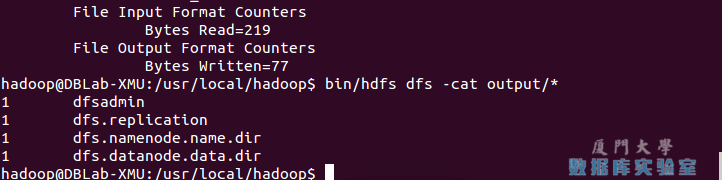 File Input Format Counters
Bytes Read=219
File Output Format Counters
Bytes Written=77
hadoop@DBLab-XMU:/usr/local/hadoop$ bin/hdfs dfs -cat output/*
1 dfsadmin
1 dfs.replication
1 dfs.namenode.name.dir
1 dfs.datanode.data.dir
hadoop@DBLab-XMU:/usr/local/hadoop$
厦門大學
数据库实验室